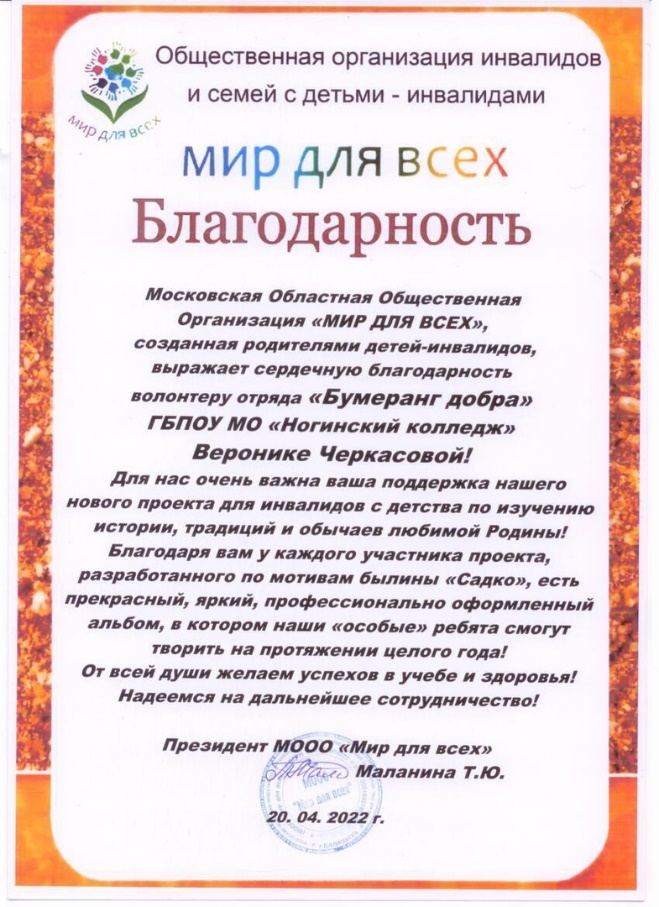 Общественная организация инвалидов
и семей с детьми - инвалидами
мир для всех
мир для всех
Благодарность
Московская Областная Общественная
Организация «МИР ДЛЯ ВСЕХ»,
созданная родителями детей-инвалидов,
выражает сердечную благодарность
волонтеру отряда «Бумеранг добра»
ГБПОУ МО «Ногинский колледж»
Веронике Черкасовой!
Для нас очень важна ваша поддержка нашего
нового проекта для инвалидов с детства по изучению
истории, традиций и обычаев любимой Родины!
Благодаря вам у каждого участника проекта,
разработанного по мотивам былины «Садко», есть
прекрасный, яркий, профессионально оформленный
альбом, в котором наши «особые» ребята смогут
творить на протяжении целого года!
От всей души желаем успехов в учебе и здоровья!
Надеемся на дальнейшее сотрудничество!
Президент МООО «Мир для всех»
Маланина Т.Ю.
МООО
"Мир для всех"
20. 04. 2022 г.